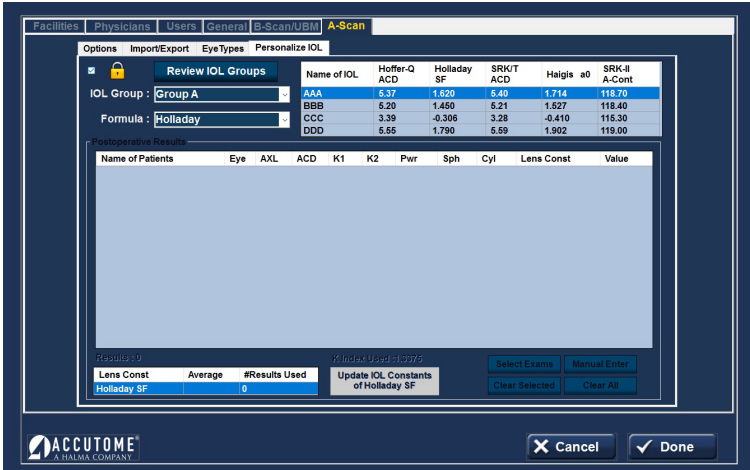 Facilities Physicians Users General B-Scan/UBM A-Scan
Options Import/Export EyeTypes Personalize IOL
Review IOL Groups
IOL Group : Group A
Formula : Holladay
Name of IOL Hoffer-Q ACD Holladay SF SRK/T ACD Haigis a0 SRK-II A-Cont
AAA 5.37 1.620 5.40 1.714 118.70
BBB 5.20 1.450 5.21 1.527 118.40
CCC 3.39 -0.306 3.28 -0.410 115.30
DDD 5.55 1.790 5.59 1.902 119.00
Postoperative Results
Name of Patients Eye AXL ACD K1 K2 Pwr Sph Cyl Lens Const Value
Results : 0
K Index Used :1.3375
Lens Const Average #Results Used
Holladay SF 0
Update IOL Constants
of Holladay SF
Select Exams Manual Enter
Clear Selected Clear All
ACCUTOME®
A HALMA COMPANY
Cancel Done